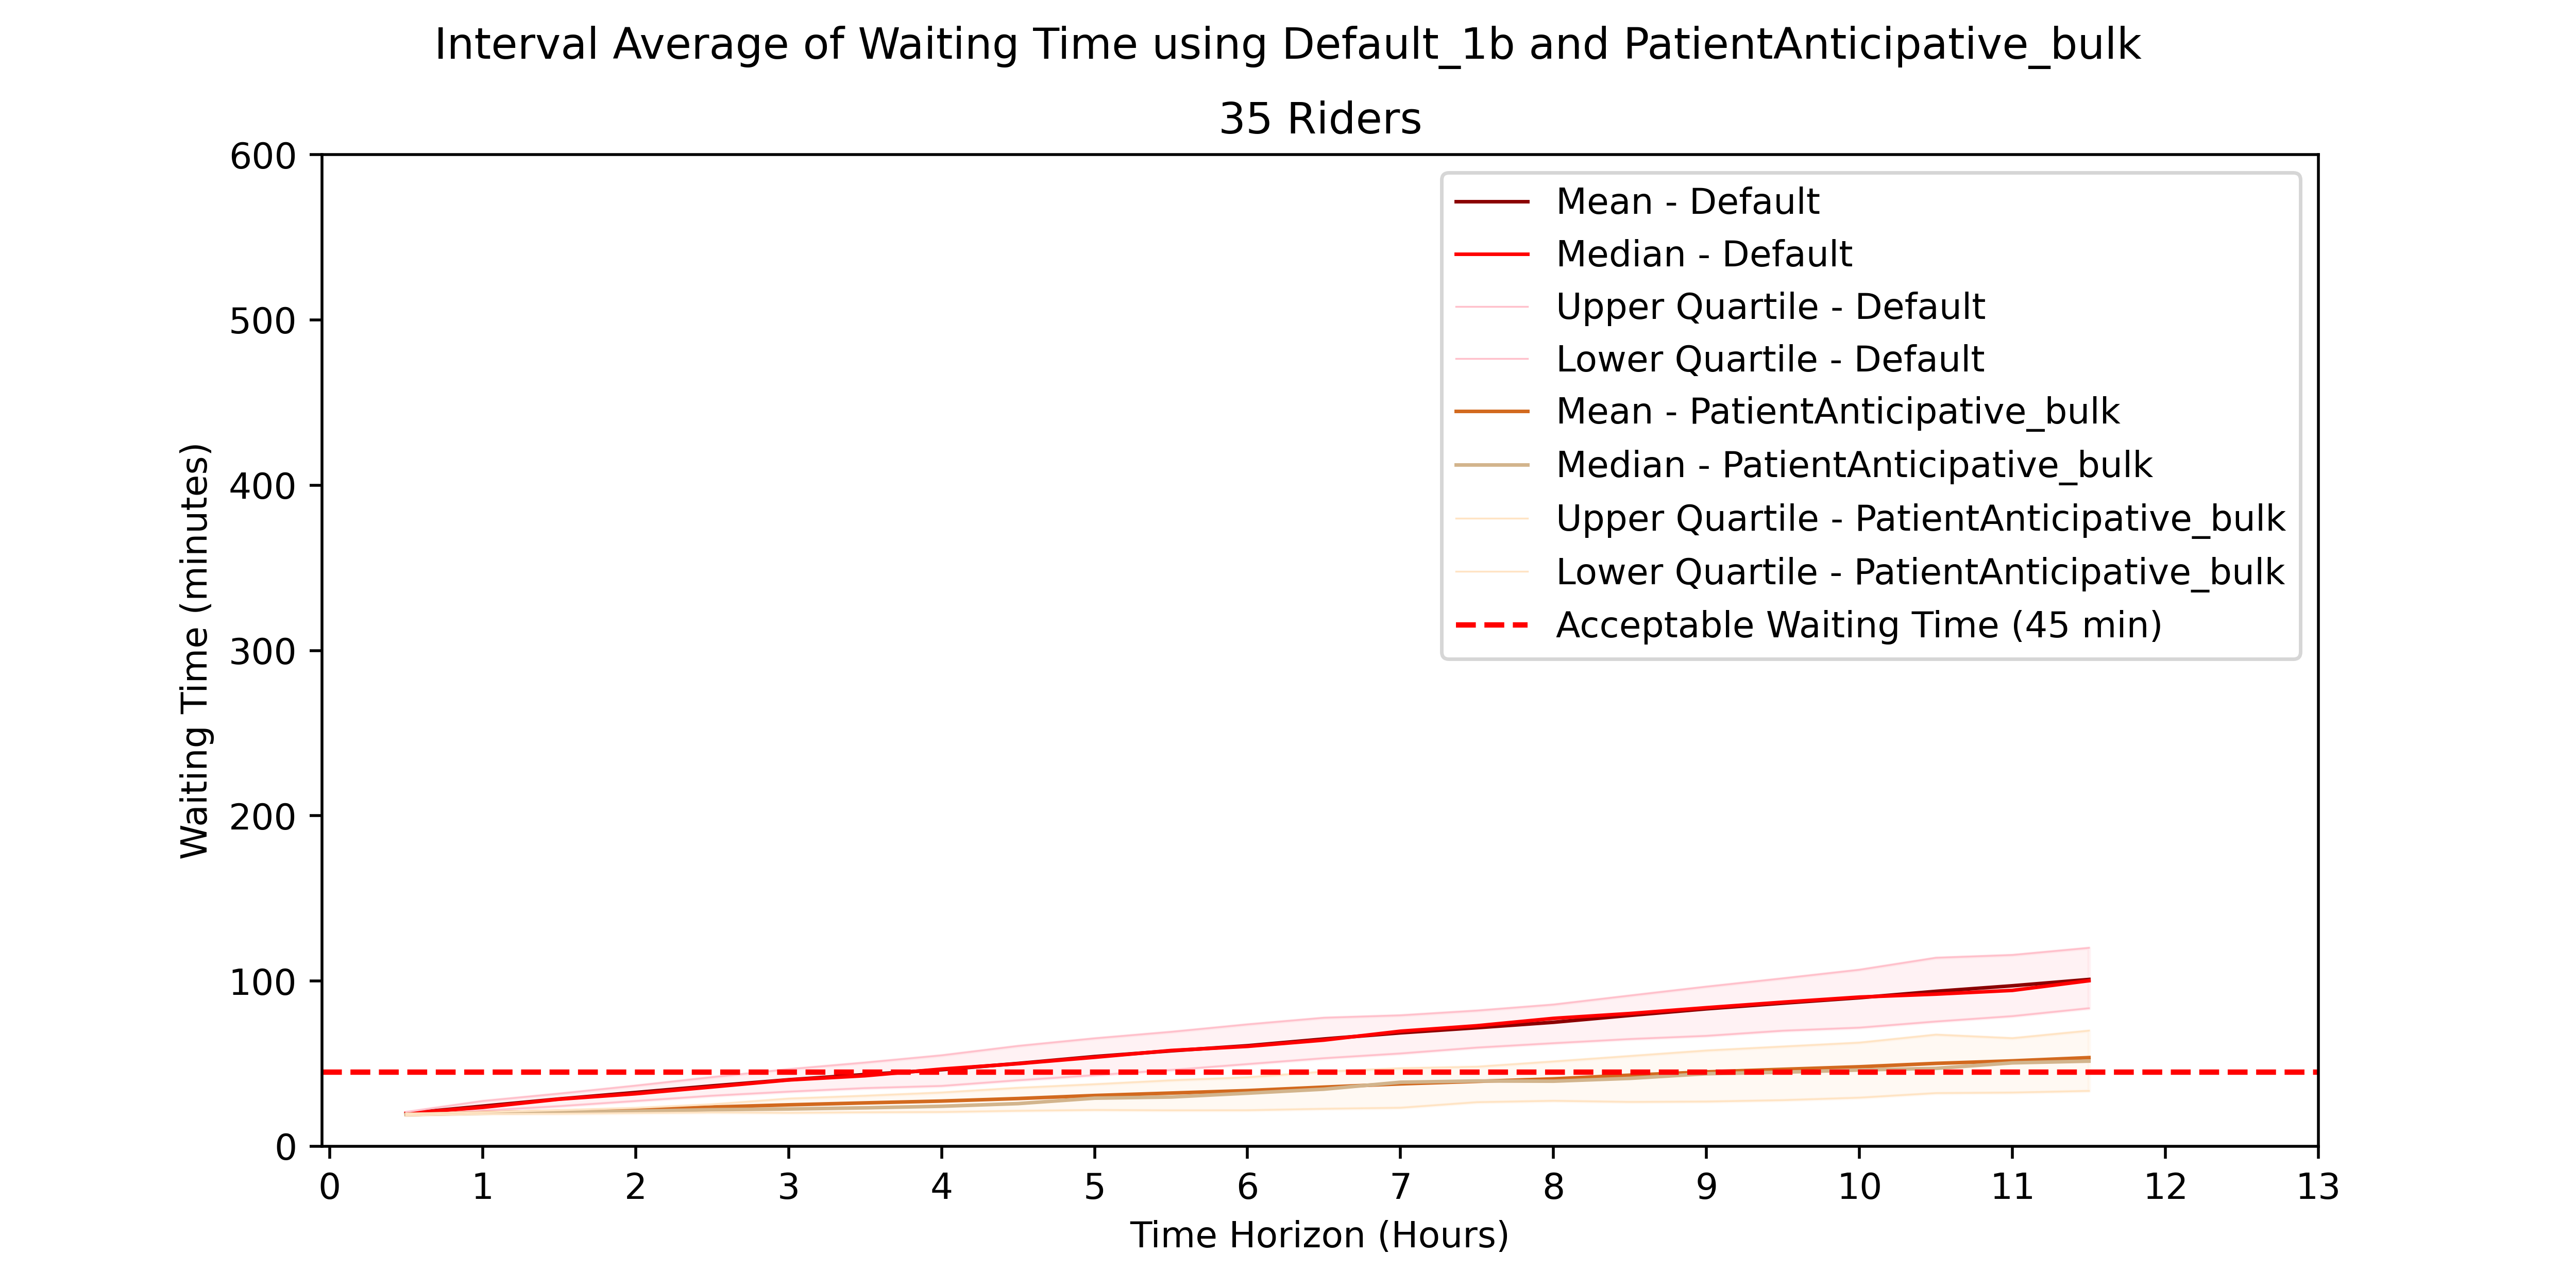 Interval Average of Waiting Time using Default_1b and PatientAnticipative_bulk
35 Riders
600
500
400
300
200
100
0
Waiting Time (minutes)
Mean - Default
Median - Default
Upper Quartile - Default
Lower Quartile - Default
Mean - PatientAnticipative_bulk
Median - PatientAnticipative_bulk
Upper Quartile - PatientAnticipative_bulk
Lower Quartile - PatientAnticipative_bulk
Acceptable Waiting Time (45 min)
0 1 2 3 4 5 6 7 8 9 10 11 12 13
Time Horizon (Hours)